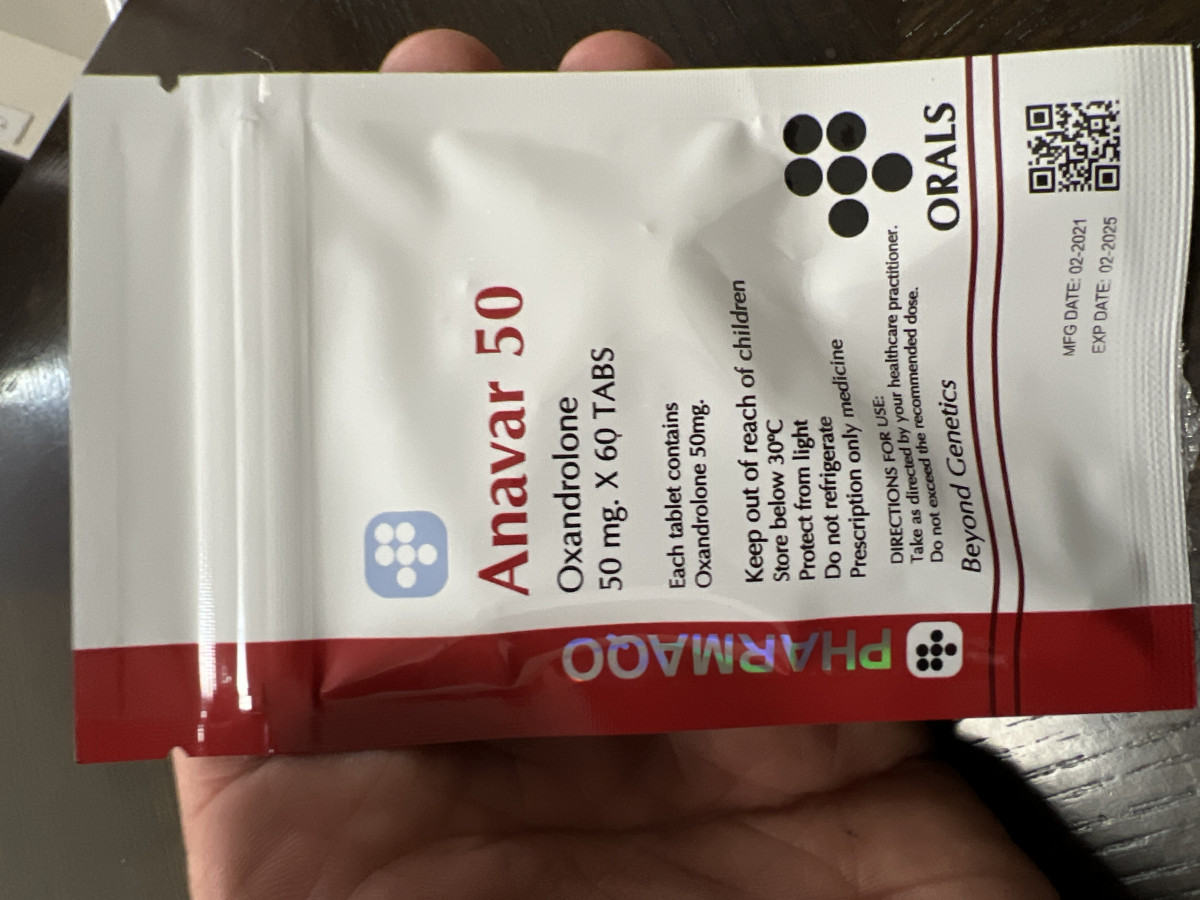 Anavar 50
Oxandrolone
50 mg. X 60 TABS
Each tablet contains
Oxandrolone 50mg.
Keep out of reach of children
Store below 30ºC
Protect from light
Do not refrigerate
Prescription only medicine
DIRECTIONS FOR USE:
Take as directed by your healthcare practitioner.
Do not exceed the recommended dose.
Beyond Genetics
ORALS
MFG DATE: 02-2021
EXP DATE: 02-2025
PHARMAQO